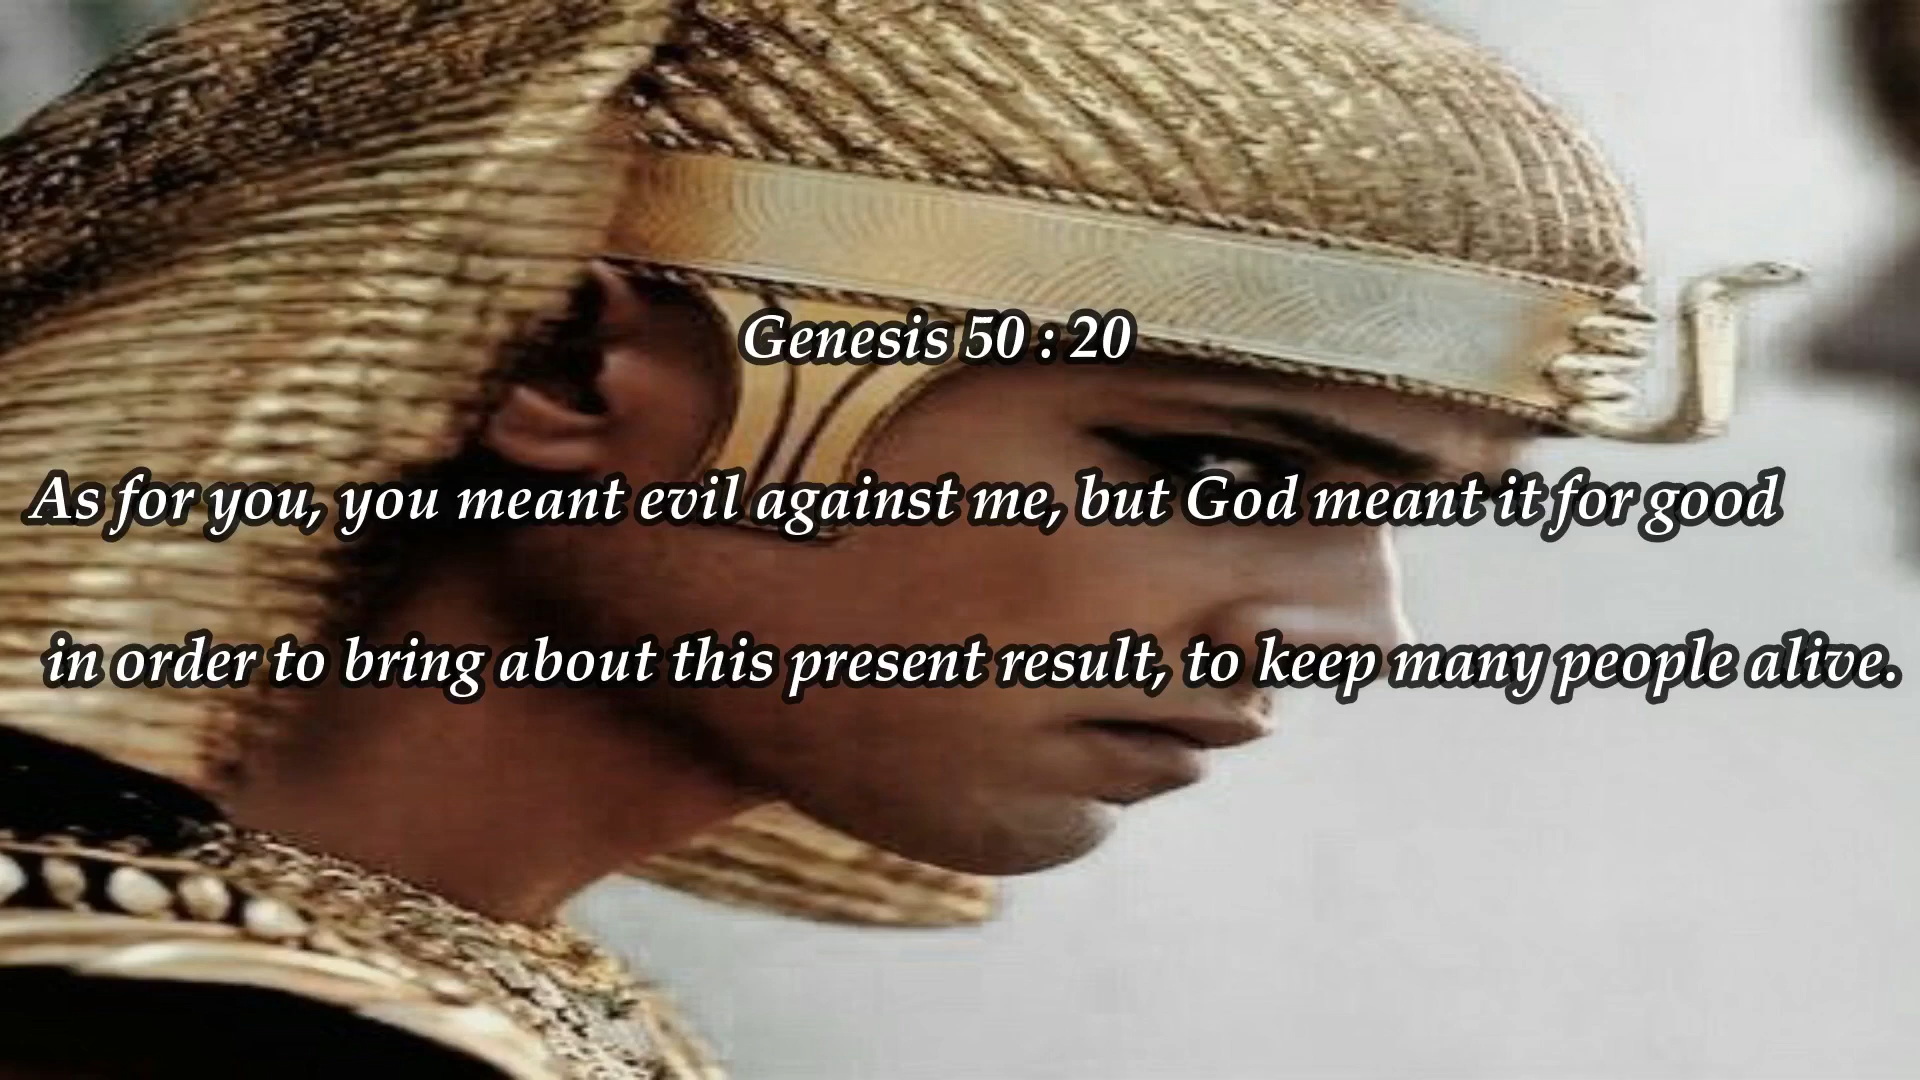 Genesis 50 : 20
As for you, you meant evil against me, but God meant it for good
in order to bring about this present result, to keep many people alive.